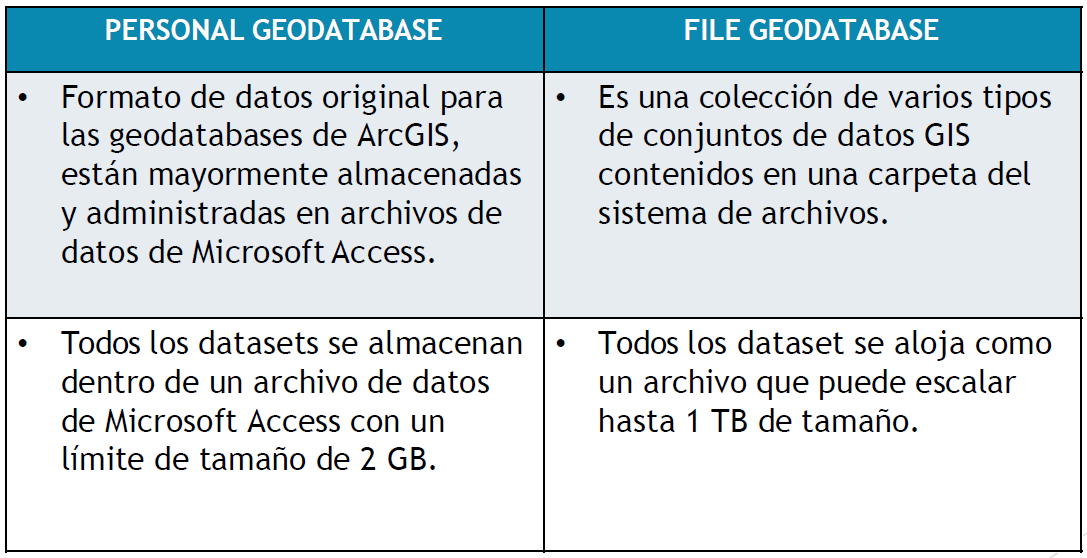 PERSONAL GEODATABASE
FILE GEODATABASE
• Formato de datos original para
las geodatabases de ArcGIS,
están mayormente almacenadas
y administradas en archivos de
datos de Microsoft Access.
• Es una colección de varios tipos
de conjuntos de datos GIS
contenidos en una carpeta del
sistema de archivos.
• Todos los datasets se almacenan
dentro de un archivo de datos
de Microsoft Access con un
límite de tamaño de 2 GB.
• Todos los dataset se aloja como
un archivo que puede escalar
hasta 1 TB de tamaño.